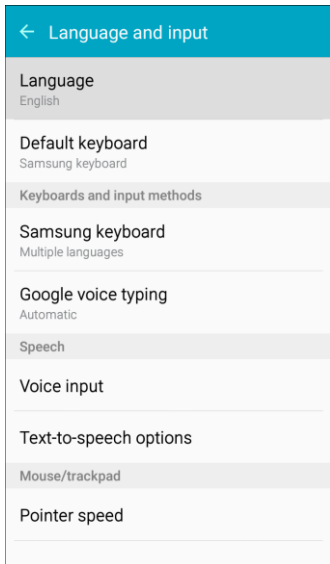 Language and input
Language
English
Default keyboard
Samsung keyboard
Keyboards and input methods
Samsung keyboard
Multiple languages
Google voice typing
Automatic
Speech
Voice input
Text-to-speech options
Mouse/trackpad
Pointer speed